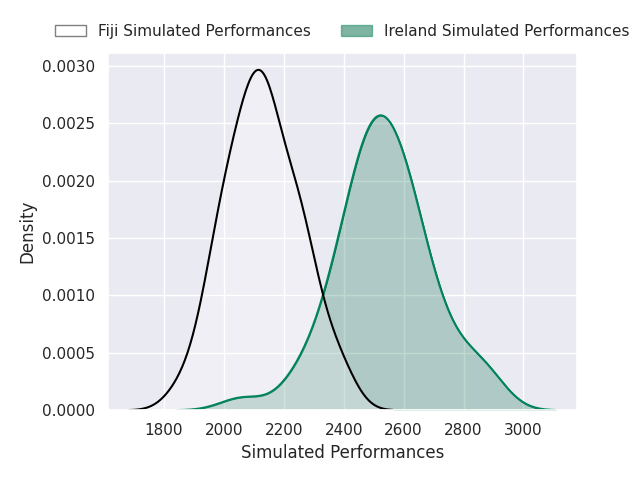 Fiji Simulated Performances Ireland Simulated Performances
0.0030
0.0025
0.0020
0.0015
0.0010
0.0005
0.0000
Density
1800 2000 2200 2400 2600 2800 3000
Simulated Performances